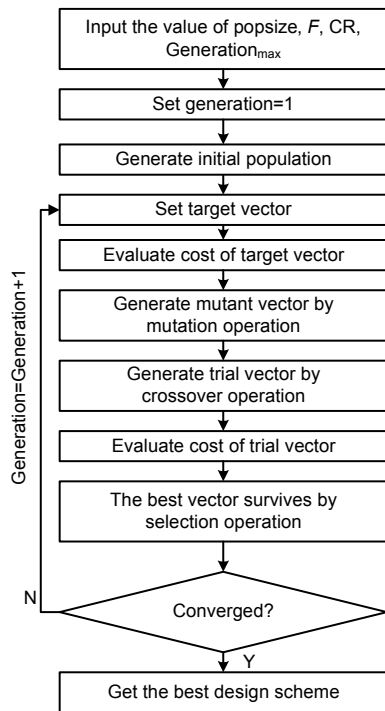 Input the value of popsize, F, CR,
Generationmax
Set generation=1
Generate initial population
Set target vector
Evaluate cost of target vector
Generate mutant vector by
mutation operation
Generate trial vector by
crossover operation
Evaluate cost of trial vector
The best vector survives by
selection operation
Generation=Generation+1
Converged?
N
Y
Get the best design scheme